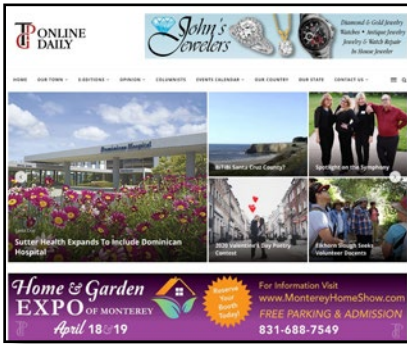 TPG ONLINE
DAILY
John's
Jewelers
Diamond & Gold Jewelry
Watches • Antique Jewelry
Jewelry & Watch Repair
In House Jeweler
HOME OUR TOWN E-EDITIONS OPINION COLUMNISTS EVENTS CALENDAR OUR COUNTRY OUR STATE CONTACT US
Dominican Hospital
Sutter Health Expands To Include Dominican
Hospital
Santa Cruz County?
Spotlight on the Symphony
2020 Valentine's Day Poetry
Contest
Elkhorn Slough Seeks
Volunteer Docents
Home & Garden
EXPO OF MONTEREY
April 18 & 19
Reserve
Your
Booth
Today!
For Information Visit
www.MontereyHomeShow.com
FREE PARKING & ADMISSION
831-688-7549